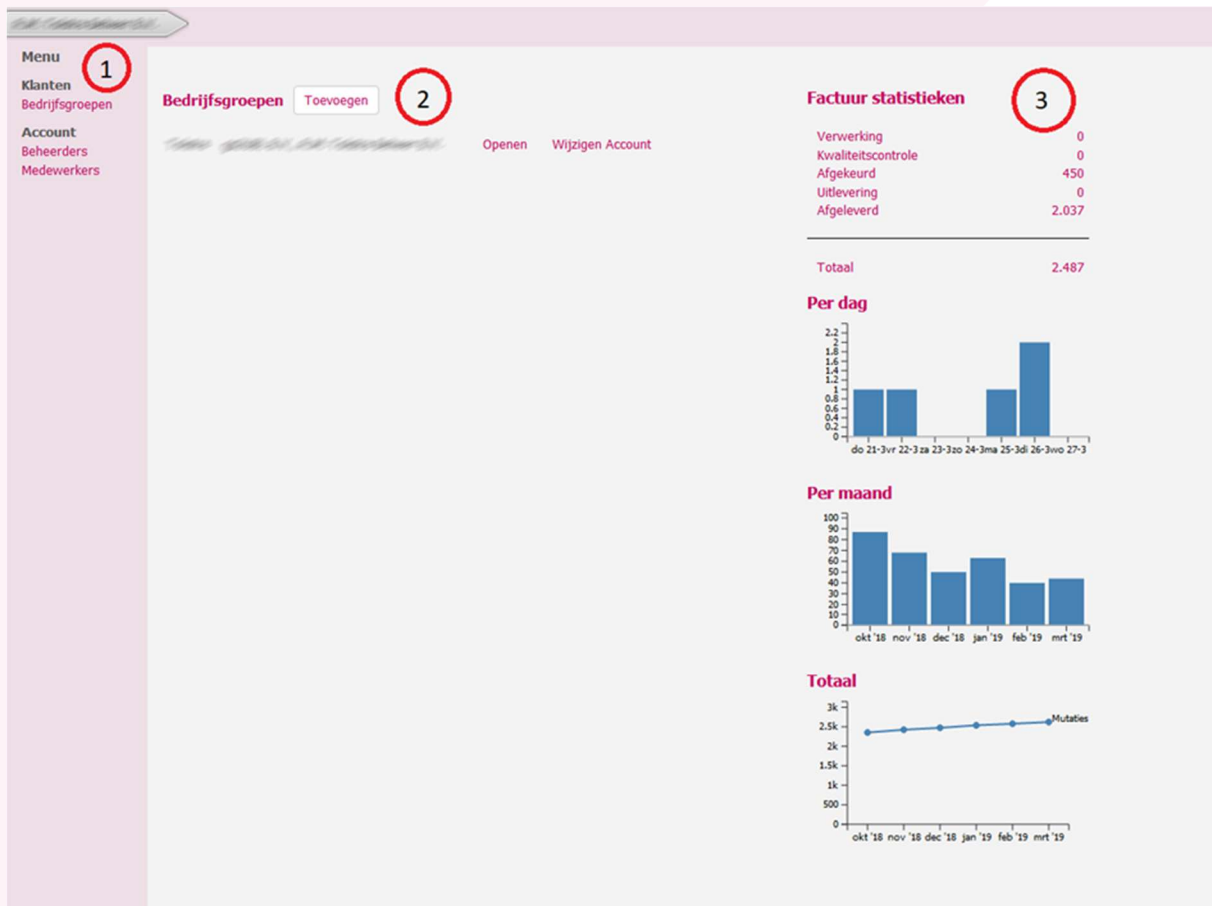 Menu
1
Klanten
Bedrijfsgroepen
Account
Beheerders
Medewerkers
Bedrijfsgroepen Toevoegen 2
Openen Wijzigen Account
Factuur statistieken 3
Verwerking 0
Kwaliteitscontrole 0
Afgekeurd 450
Uitlevering 0
Afgeleverd 2.037
Totaal 2.487
Per dag
2.2
2
1.8
1.6
1.4
1.2
1
0.8
0.6
0.4
0.2
0
do 21-3 vr 22-3 za 23-3 zo 24-3 ma 25-3 di 26-3 wo 27-3
Per maand
100
90
80
70
60
50
40
30
20
10
0
okt '18 nov '18 dec '18 jan '19 feb '19 mrt '19
Totaal
3k
2.5k
2k
1.5k
1k
500
0
Mutaties
okt '18 nov '18 dec '18 jan '19 feb '19 mrt '19